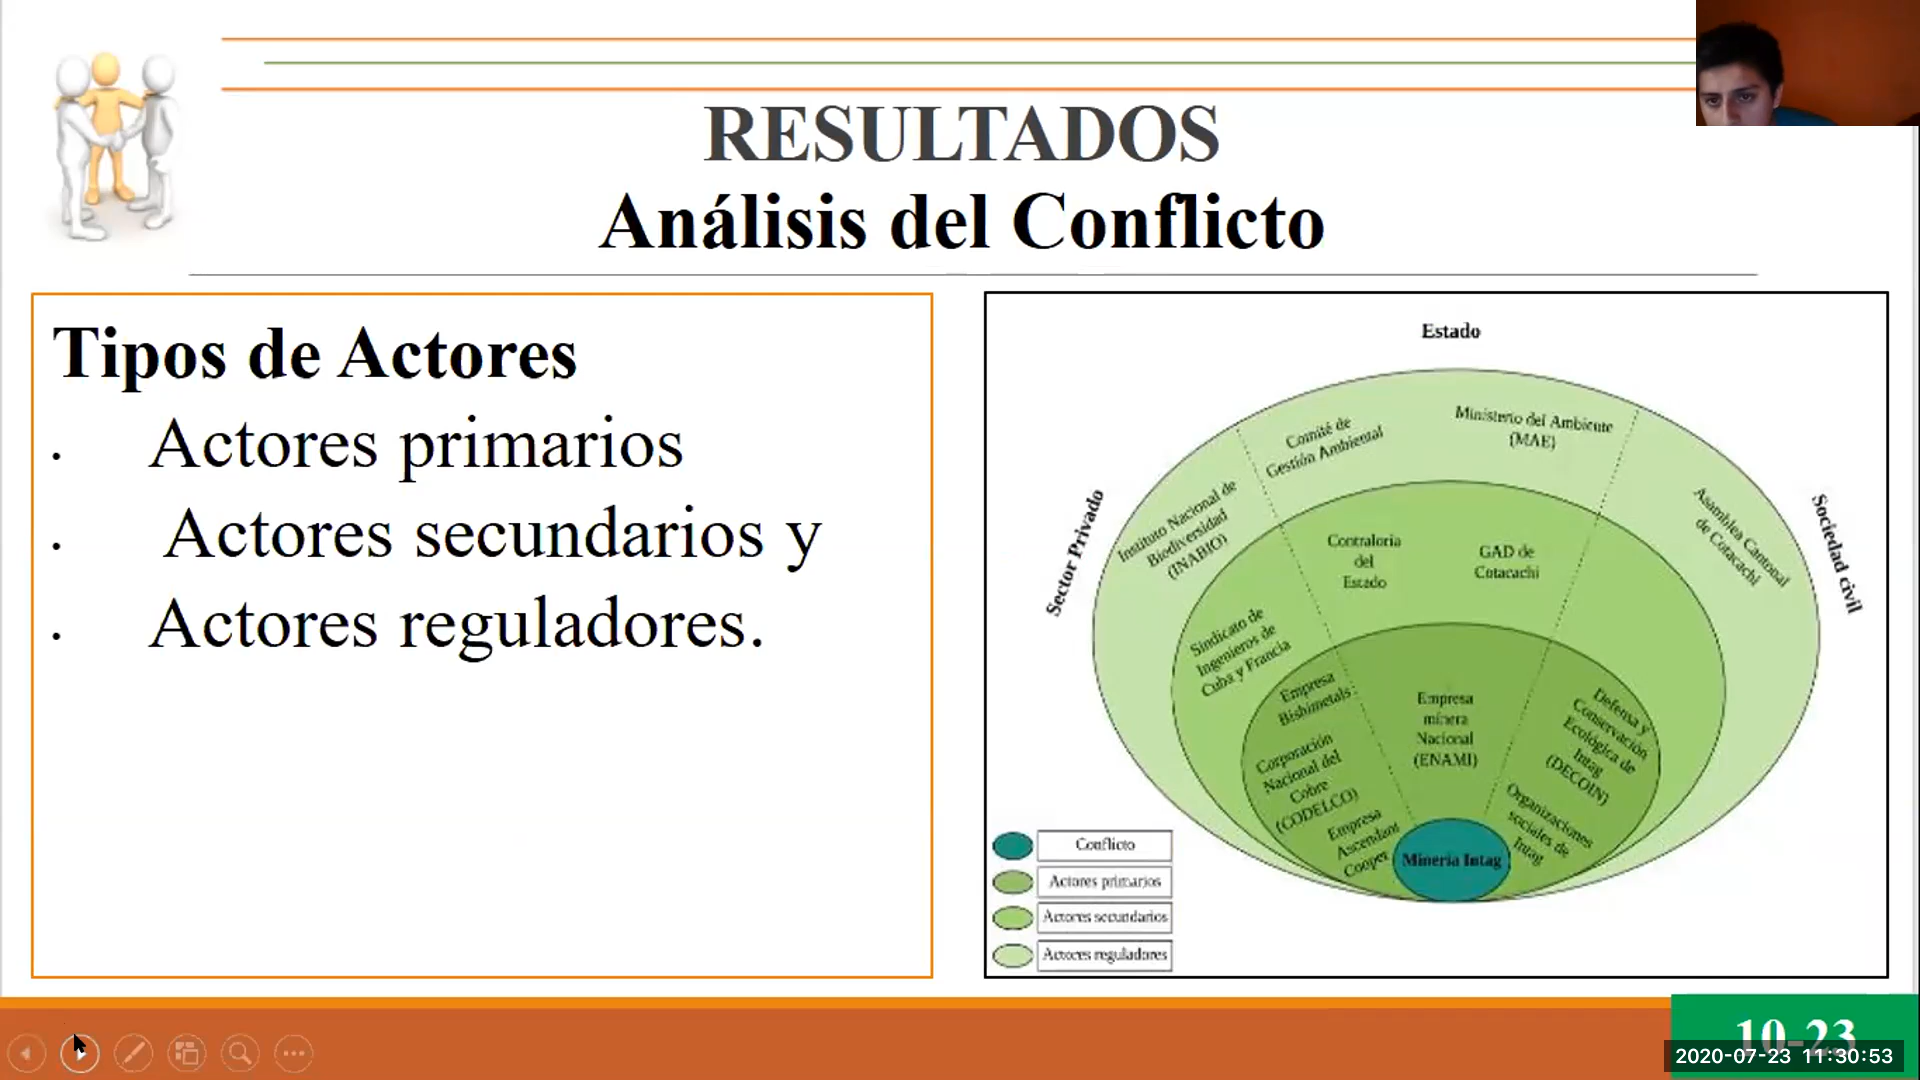 RESULTADOS
Análisis del Conflicto
Tipos de Actores
· Actores primarios
· Actores secundarios y
· Actores reguladores.
Estado
Sector Privado
Sociedad civil
Instituto Nacional de
Biodiversidad
(INABIO)
Comité de
Gestión Ambiental
Ministerio del Ambiente
(MAE)
Asamblea Cantonal
de Cotacachi
Sindicato de
Ingenieros de
Cuba y Francia
Contraloria
del
Estado
GAD de
Cotacachi
Empresa
Bishimetals
Corporación
Nacional del
Cobre
(CODELCO)
Empresa
Ascendant
Cooper
Empresa
minera
Nacional
(ENAMI)
Defensa y
Conservación
Ecológica de
Intag
(DECOIN)
Organizaciones
sociales de
Intag
Mineria Intag
Conflicto
Actores primarios
Actores secundarios
Actores reguladores
10-23
2020-07-23 11:30:53